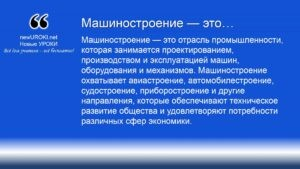 Машиностроение — это…
newUROKI.net
Новые УРОКИ
Всё для учителя - всё бесплатно!
Машиностроение — это отрасль промышленности,
которая занимается проектированием,
производством и эксплуатацией машин,
оборудования и механизмов. Машиностроение
охватывает авиастроение, автомобилестроение,
судостроение, приборостроение и другие
направления, которые обеспечивают техническое
развитие общества и удовлетворяют потребности
различных сфер экономики.